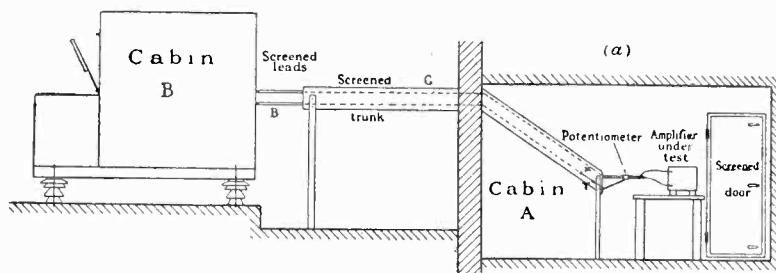 (a)
Cabin
B
Screened
leads
B
Screened
G
trunk
Potentiometer
Amplifier
under
test
Screened
door
Cabin
A
Y